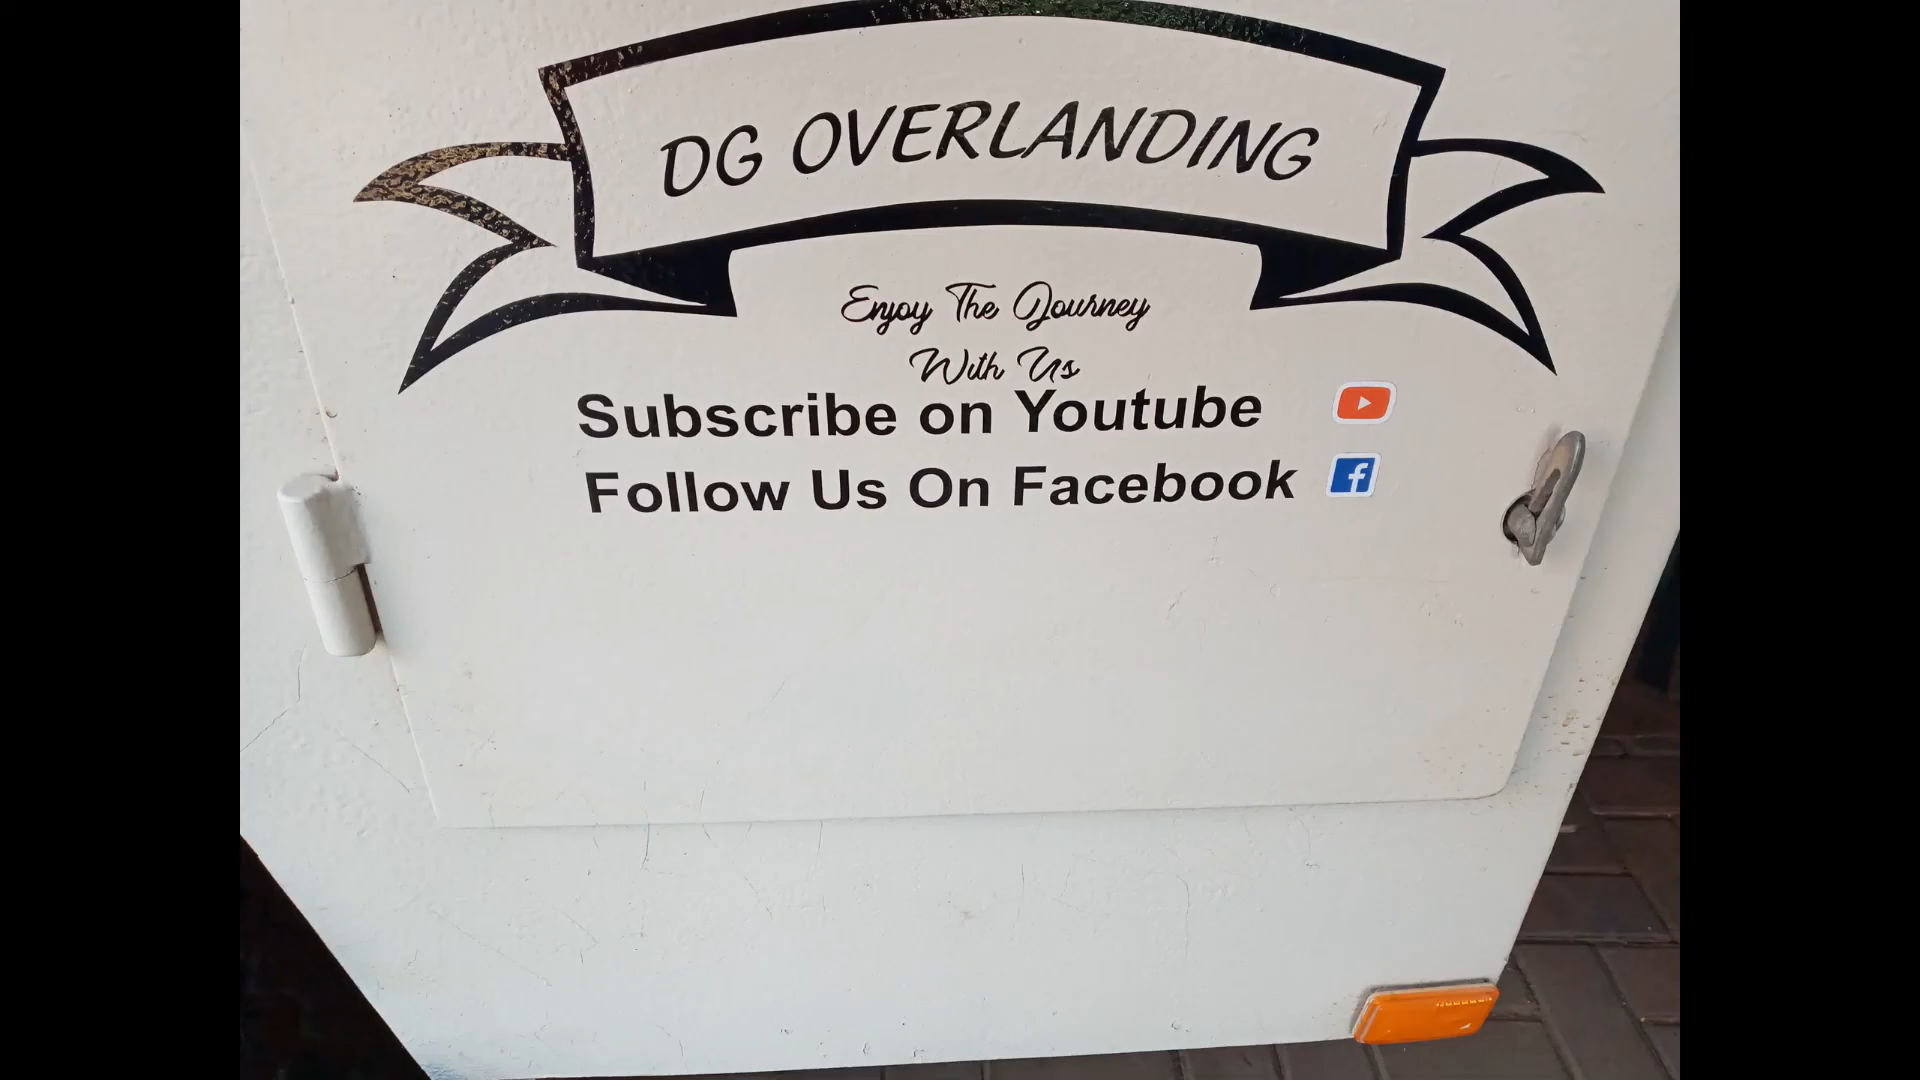 DG OVERLANDING
Enjoy The Journey
With Us
Subscribe on Youtube
Follow Us On Facebook